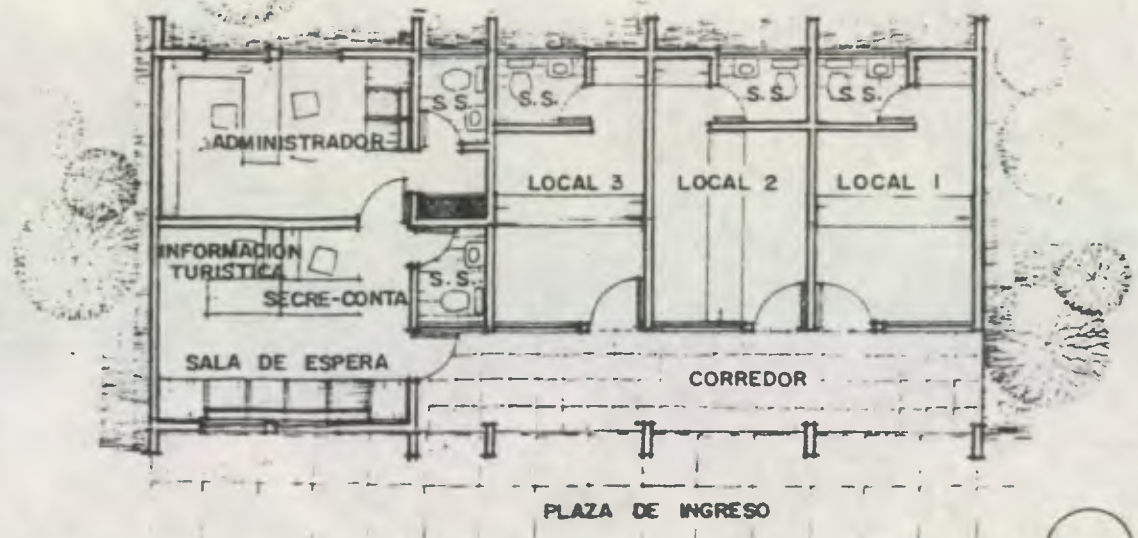 S. S.
S. S.
S. S.
S. S.
ADMINISTRADOR
LOCAL 3
LOCAL 2
LOCAL 1
INFORMACION
TURISTICA
S. S.
SECRE-CONTA
SALA DE ESPERA
CORREDOR
PLAZA DE INGRESO